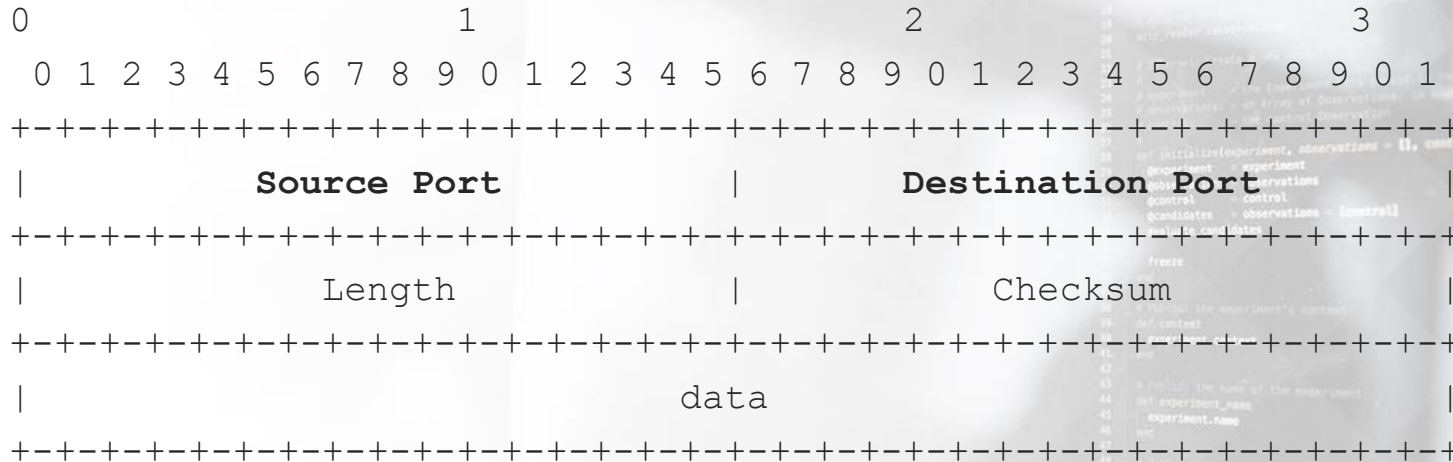 0 1 2 3
0 1 2 3 4 5 6 7 8 9 0 1 2 3 4 5 6 7 8 9 0 1 2 3 4 5 6 7 8 9 0 1
+-+-+-+-+-+-+-+-+-+-+-+-+-+-+-+-+-+-+-+-+-+-+-+-+-+-+-+-+-+-+-+-+
| Source Port | Destination Port |
+-+-+-+-+-+-+-+-+-+-+-+-+-+-+-+-+-+-+-+-+-+-+-+-+-+-+-+-+-+-+-+-+
| Length | Checksum |
+-+-+-+-+-+-+-+-+-+-+-+-+-+-+-+-+-+-+-+-+-+-+-+-+-+-+-+-+-+-+-+-+
| data |
+-+-+-+-+-+-+-+-+-+-+-+-+-+-+-+-+-+-+-+-+-+-+-+-+-+-+-+-+-+-+-+-+